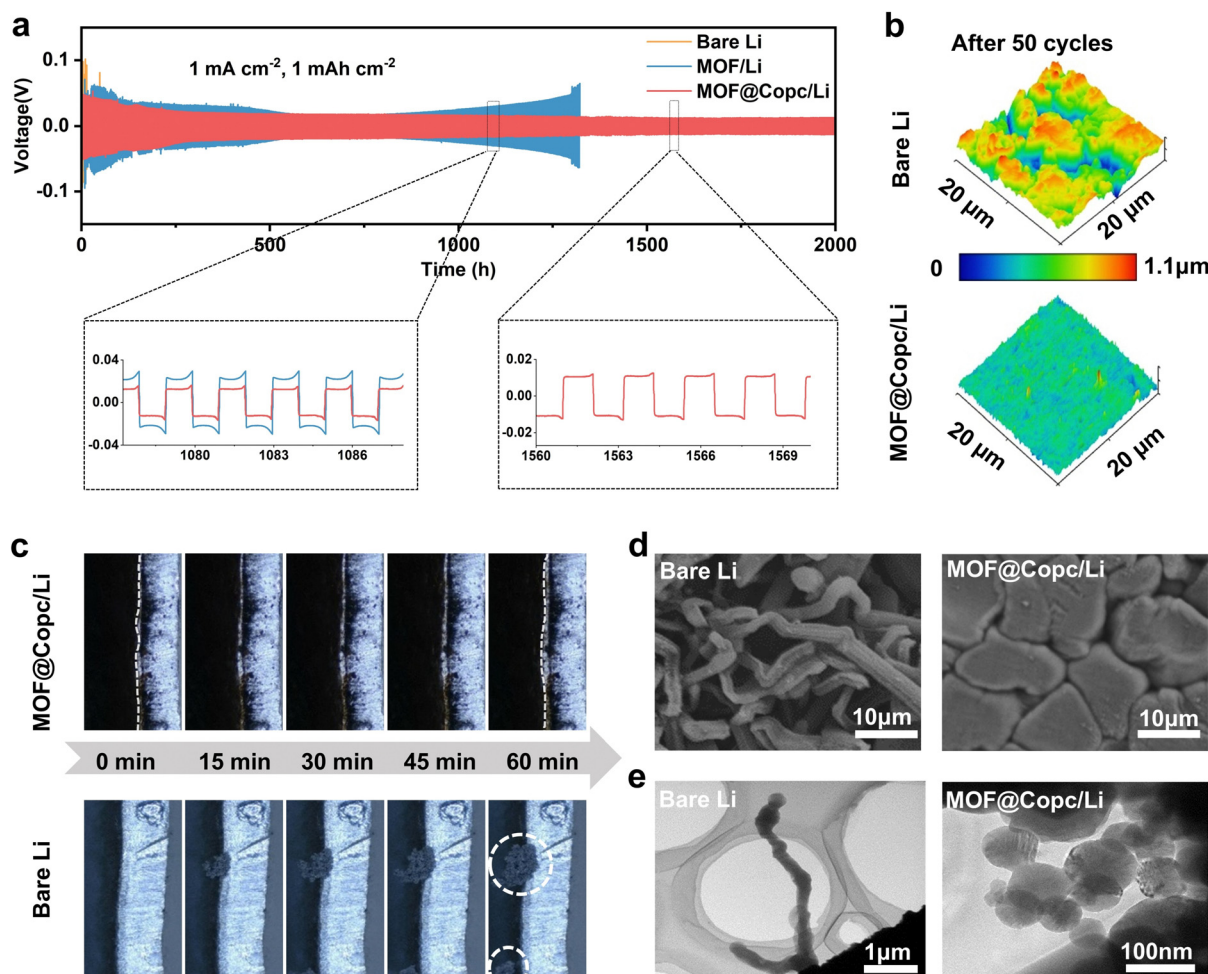 a
0.1
0.0
-0.1
Voltage(V)
1 mA cm⁻², 1 mAh cm⁻²
Bare Li
MOF/Li
MOF@Copc/Li
0
500
1000
1500
2000
Time (h)
0.04
0.00
-0.04
1080
1083
1086
0.02
0.00
-0.02
1560
1563
1566
1569
b
After 50 cycles
Bare Li
20 µm
20 µm
0
1.1µm
MOF@Copc/Li
20 µm
20 µm
c
MOF@Copc/Li
0 min
15 min
30 min
45 min
60 min
Bare Li
d
Bare Li
10µm
MOF@Copc/Li
10µm
e
Bare Li
1µm
MOF@Copc/Li
100nm